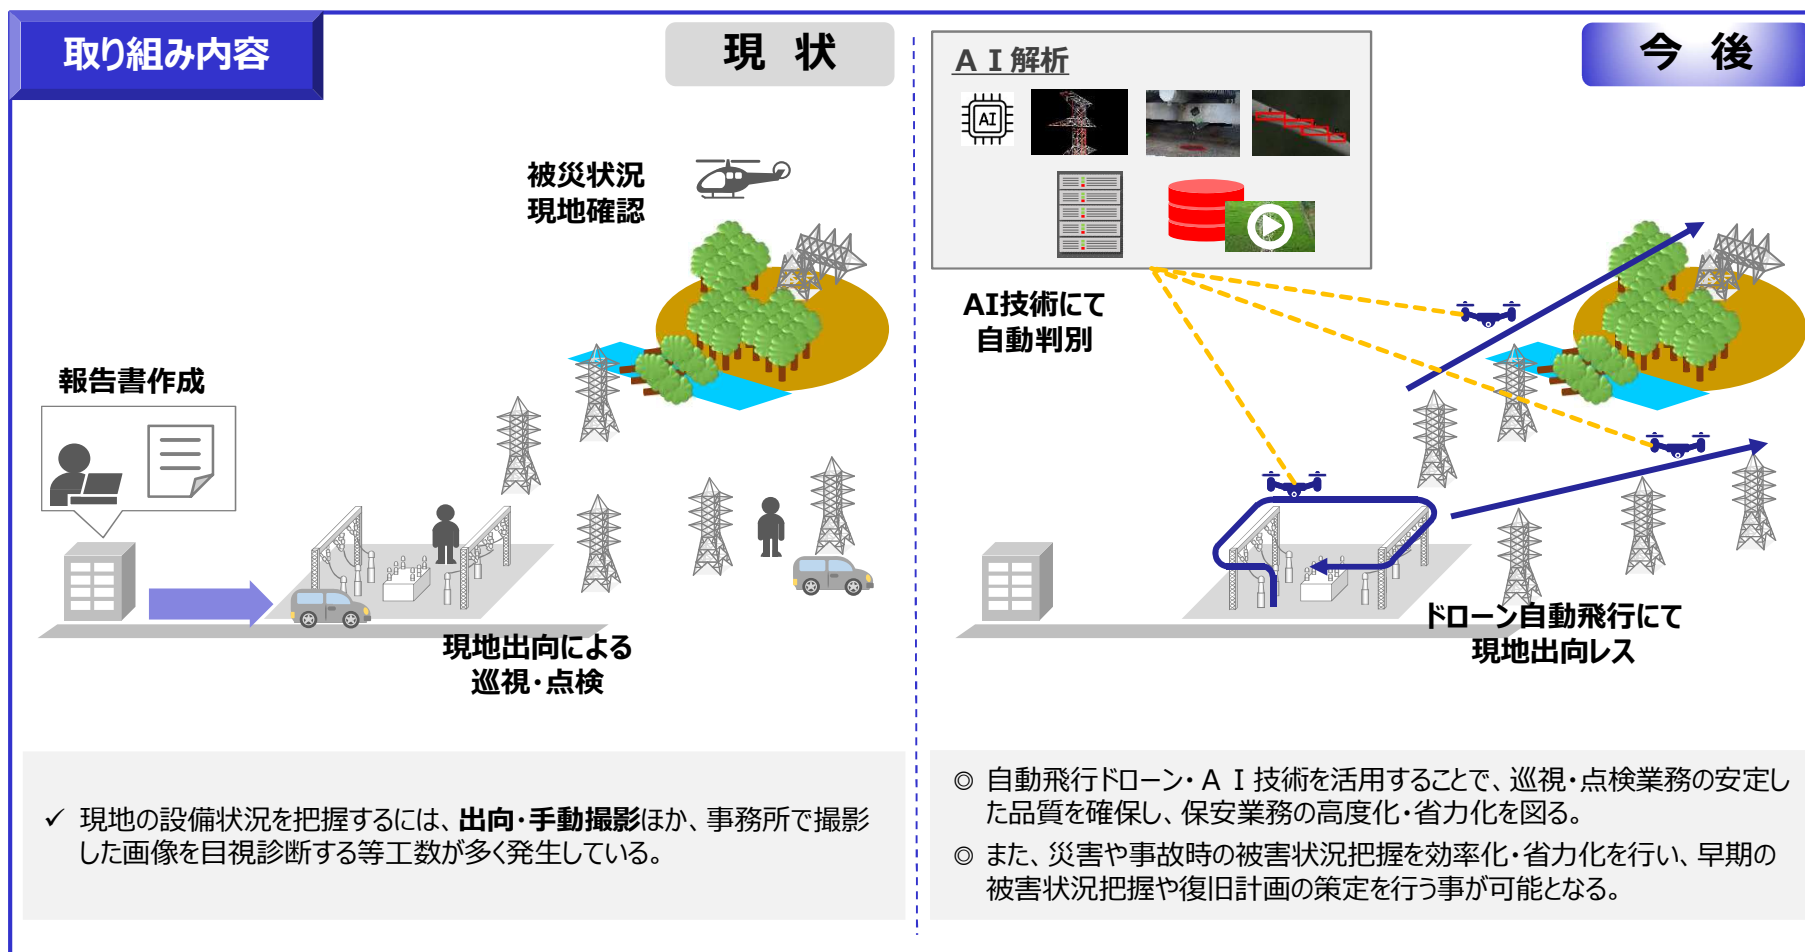 取り組み内容
現 状
被災状況
現地確認
報告書作成
現地出向による
巡視・点検
✓ 現地の設備状況を把握するには、出向・手動撮影ほか、事務所で撮影
した画像を目視診断する等工数が多く発生している。
今 後
ＡＩ解析
AI
AI技術にて
自動判別
ドローン自動飛行にて
現地出向レス
◎ 自動飛行ドローン・ＡＩ技術を活用することで、巡視・点検業務の安定し
た品質を確保し、保安業務の高度化・省力化を図る。
◎ また、災害や事故時の被害状況把握を効率化・省力化を行い、早期の
被害状況把握や復旧計画の策定を行う事が可能となる。